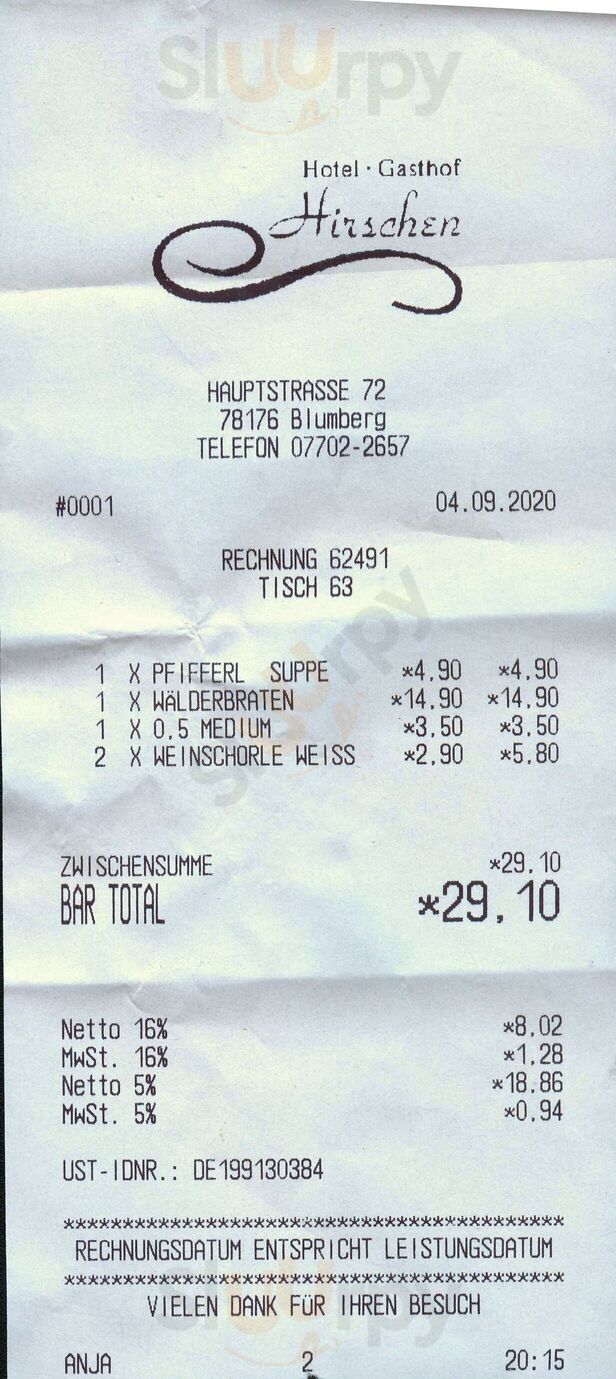 Sluurpy
Hotel · Gasthof
Hirschen
HAUPTSTRASSE 72
78176 Blumberg
TELEFON 07702-2657
#0001 04.09.2020
RECHNUNG 62491
TISCH 63
1 X PFIFFERL SUPPE *4.90 *4.90
1 X WÄLDERBRATEN *14.90 *14.90
1 X 0.5 MEDIUM *3.50 *3.50
2 X WEINSCHORLE WEISS *2.90 *5.80
Sluurpy
ZWISCHENSUMME *29.10
BAR TOTAL *29.10
Netto 16% *8.02
MwSt. 16% *1.28
Netto 5% *18.86
MwSt. 5% *0.94
UST-IDNR.: DE199130384
*******************************************
RECHNUNGSDATUM ENTSPRICHT LEISTUNGSDATUM
*******************************************
VIELEN DANK FÜR IHREN BESUCH
Sluurpy
ANJA 2 20:15